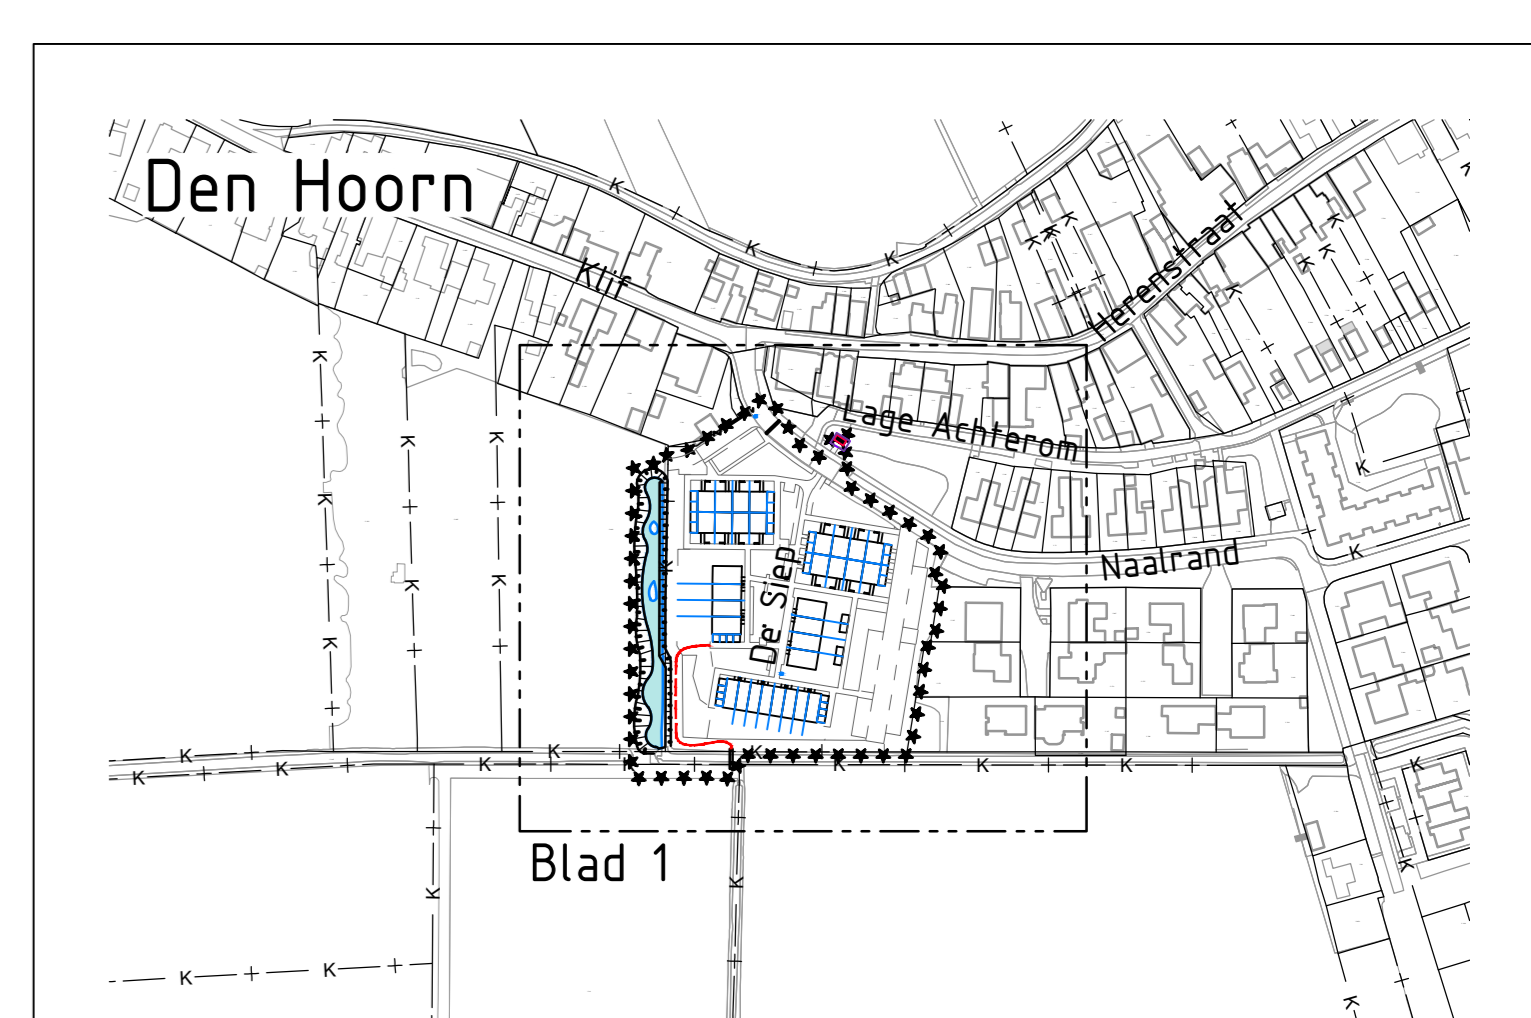 Den Hoorn
Klif
Herenstraat
Lage Achterom
Naalrand
De Siep
Blad 1